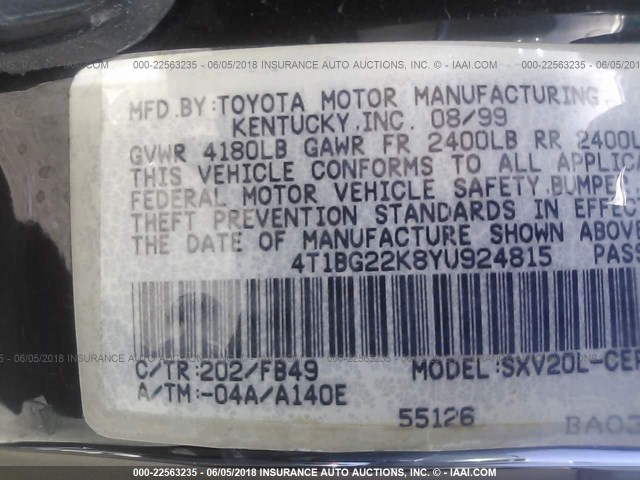 000-22563235 - 06/05/2018 - INSURANCE AUTO AUCTIONS, INC. - © - IAAI.COM
MFD.BY:TOYOTA MOTOR MANUFACTURING
KENTUCKY,INC. 08/99
GVWR 4180LB GAWR FR 2400LB RR 2400L
THIS VEHICLE CONFORMS TO ALL APPLICA
FEDERAL MOTOR VEHICLE SAFETY,BUMPE
THEFT PREVENTION STANDARDS IN EFFEC
THE DATE OF MANUFACTURE SHOWN ABOVE
4T1BG22K8YU924815 PASS
C/TR:202/FB49 MODEL:SXV20L-CE
A/TM:-04A/A140E
55126 BA03
000-22563235 - 06/05/2018 - INSURANCE AUTO AUCTIONS, INC. - © - IAAI.COM